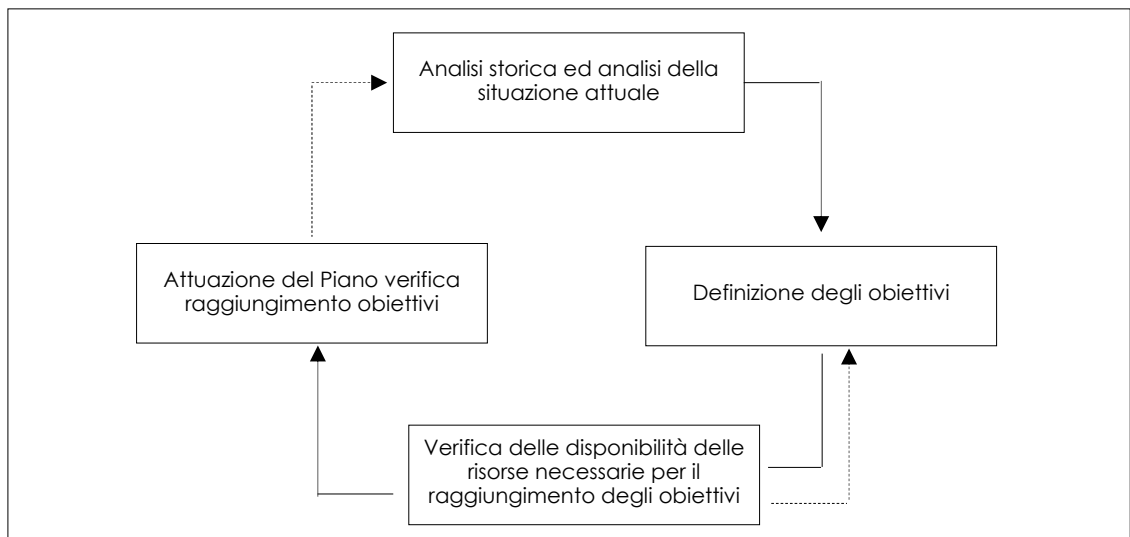 Analisi storica ed analisi della
situazione attuale
Attuazione del Piano verifica
raggiungimento obiettivi
Definizione degli obiettivi
Verifica delle disponibilità delle
risorse necessarie per il
raggiungimento degli obiettivi